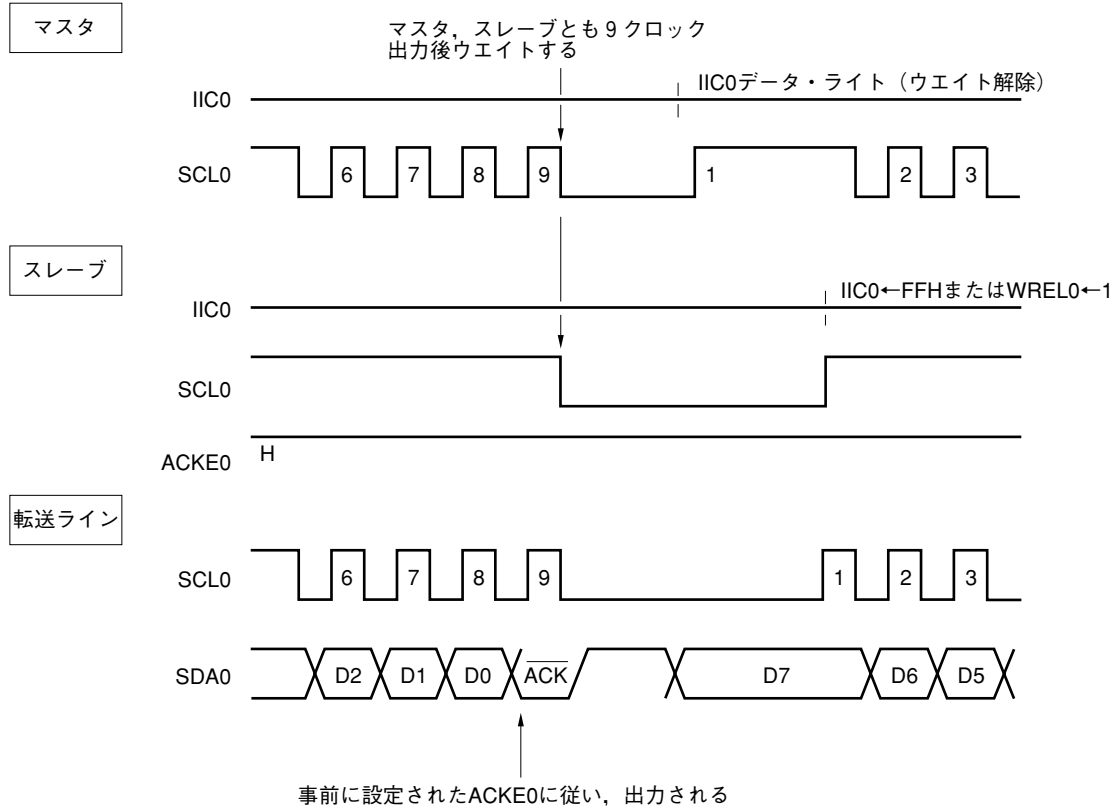 マスタ
マスタ，スレーブとも９クロック
出力後ウエイトする
IIC0データ・ライト（ウエイト解除）
IIC0
SCL0
6 7 8 9 1 2 3
スレーブ
IIC0←FFHまたはWREL0←1
IIC0
SCL0
ACKE0 H
転送ライン
SCL0
6 7 8 9 1 2 3
SDA0
D2 D1 D0 ACK D7 D6 D5
事前に設定されたACKE0に従い，出力される